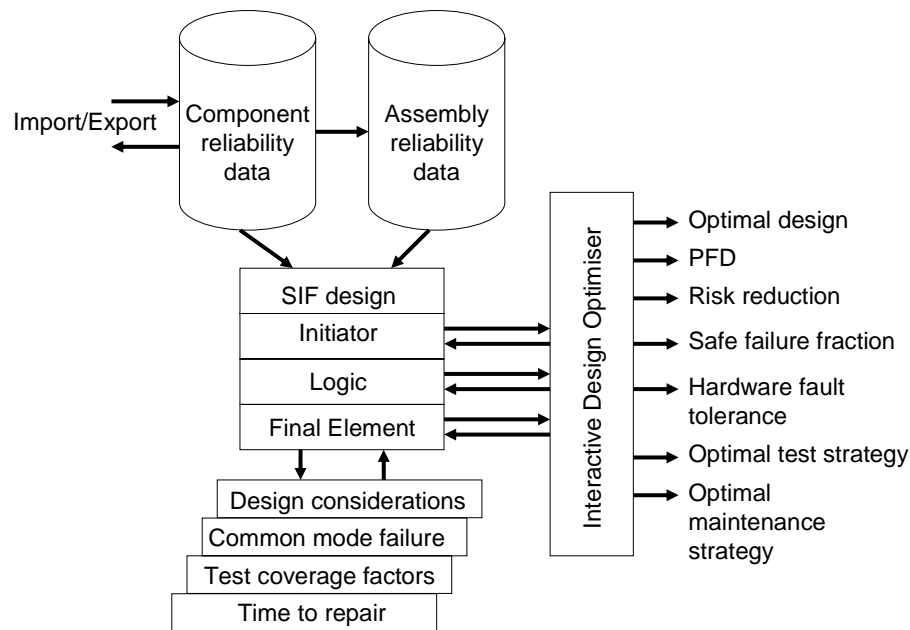 Import/Export
Component
reliability
data
Assembly
reliability
data
SIF design
Initiator
Logic
Final Element
Design considerations
Common mode failure
Test coverage factors
Time to repair
Interactive Design Optimiser
Optimal design
PFD
Risk reduction
Safe failure fraction
Hardware fault
tolerance
Optimal test strategy
Optimal
maintenance
strategy